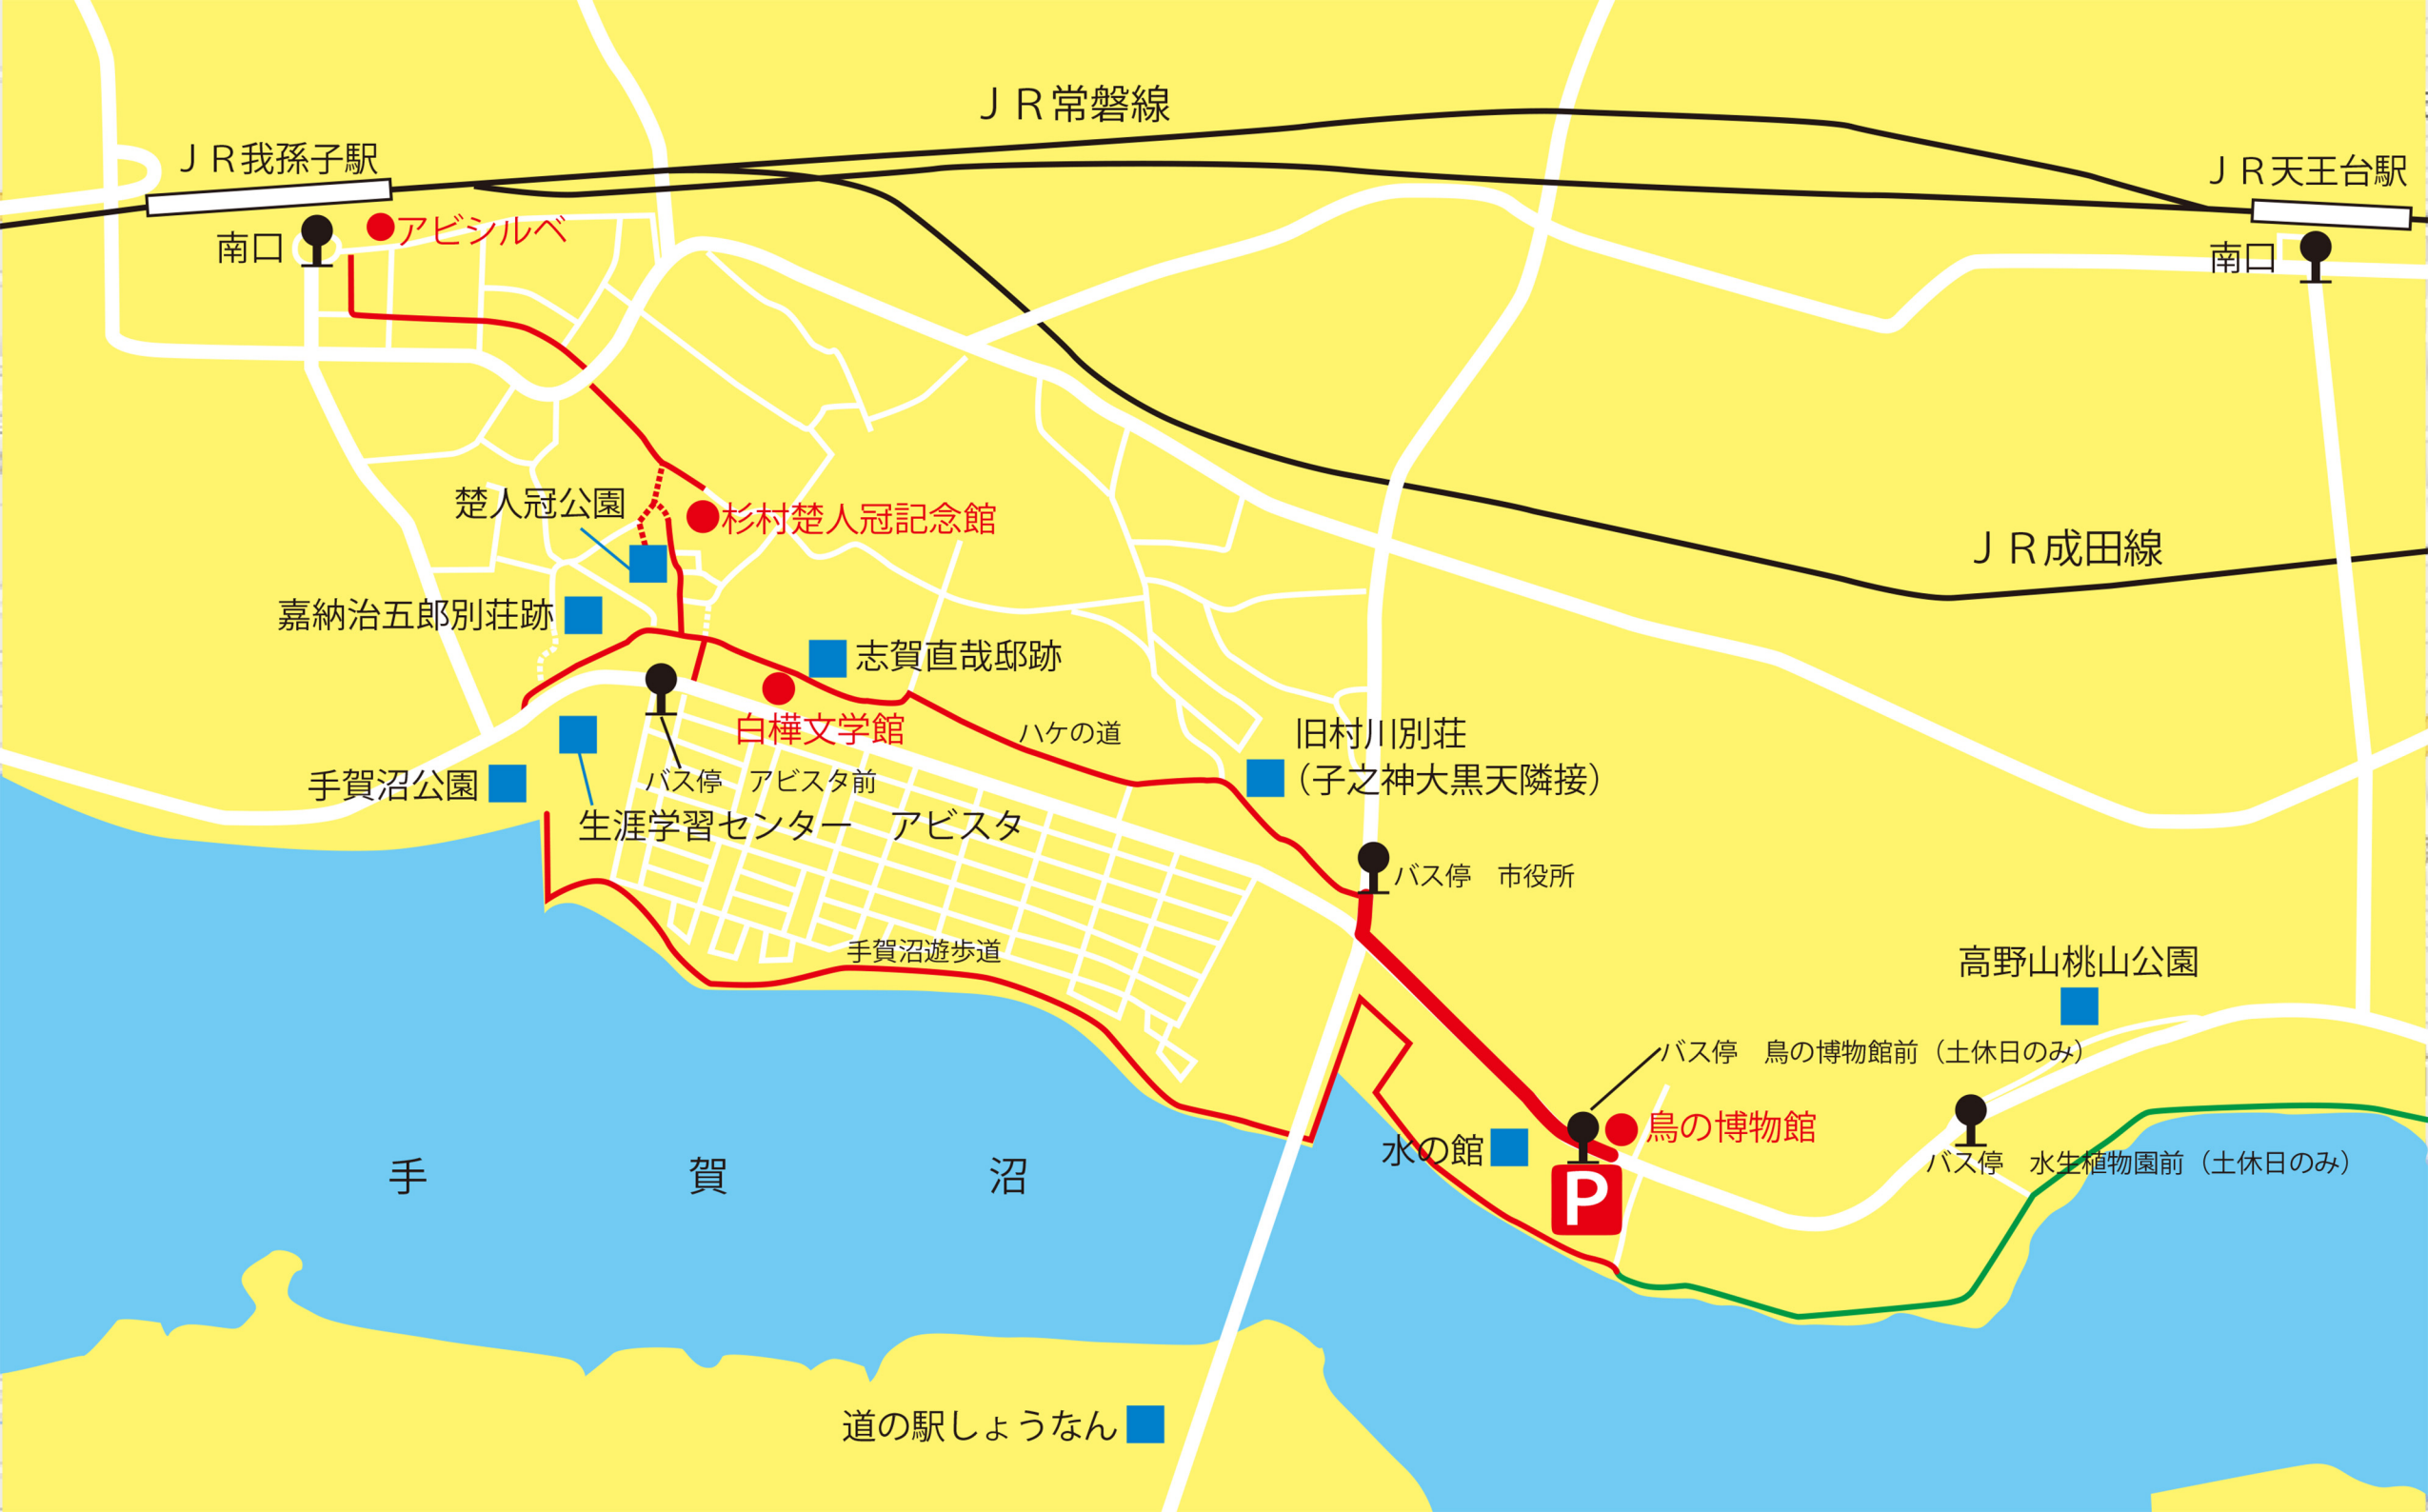 ＪＲ常磐線
ＪＲ我孫子駅
ＪＲ天王台駅
アビシルベ
南口
南口
楚人冠公園
杉村楚人冠記念館
ＪＲ成田線
嘉納治五郎別荘跡
志賀直哉邸跡
白樺文学館
ハケの道
旧村川別荘
（子之神大黒天隣接）
手賀沼公園
バス停　アビスタ前
生涯学習センター　アビスタ
バス停　市役所
手賀沼遊歩道
高野山桃山公園
バス停　鳥の博物館前（土休日のみ）
鳥の博物館
水の館
バス停　水生植物園前（土休日のみ）
P
手　賀　沼
道の駅しょうなん